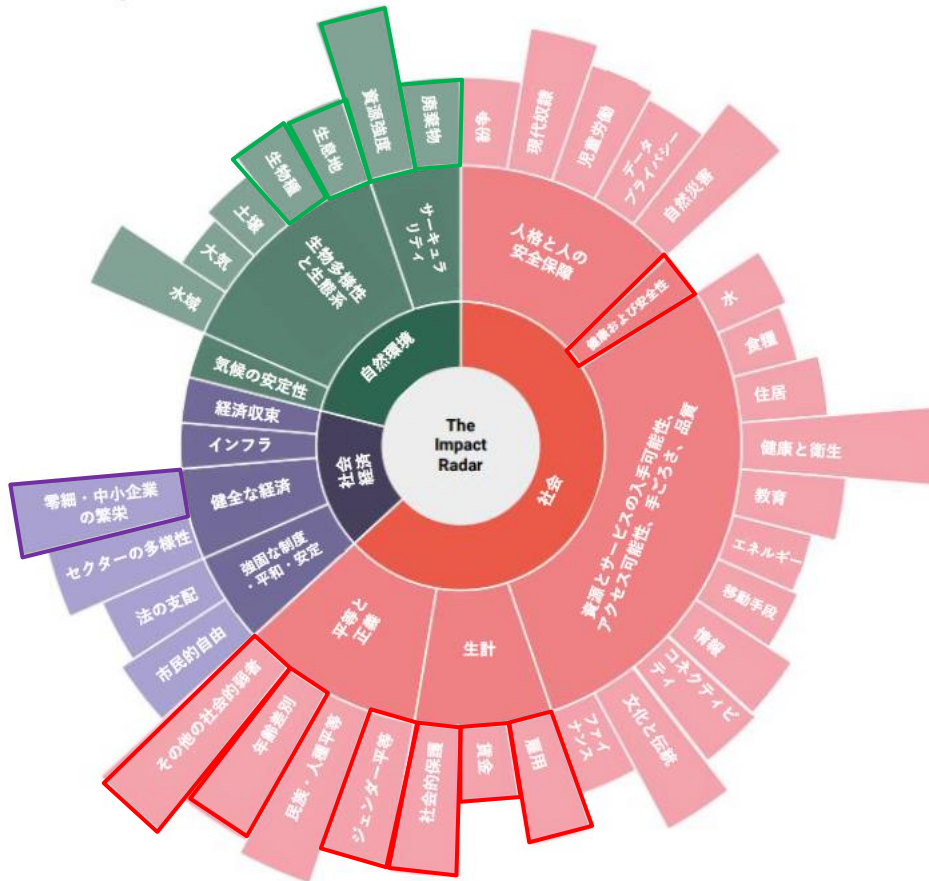 The
Impact
Radar
社会
自然環境
社会
経済
人格と人の
安全保障
健康および安全性
資源とサービスの入手可能性、
アクセス可能性、手ごろさ、品質
生計
平等と
正義
強固な制度
・平和・安定
健全な経済
インフラ
経済収束
気候の安定性
生物多様性
と生態系
サーキュラ
リティ
紛争
現代奴隷
児童労働
データ
プライバシー
自然災害
水
食糧
住居
健康と衛生
教育
エネルギー
移動手段
情報
コネクティビ
ティ
文化と伝統
ファイ
ナンス
雇用
賃金
社会的保護
ジェンダー平等
民族・人種平等
年齢差別
その他の社会的弱者
市民的自由
法の支配
セクターの多様性
零細・中小企業
の繁栄
水域
大気
土壌
生物種
生息地
資源強度
廃棄物